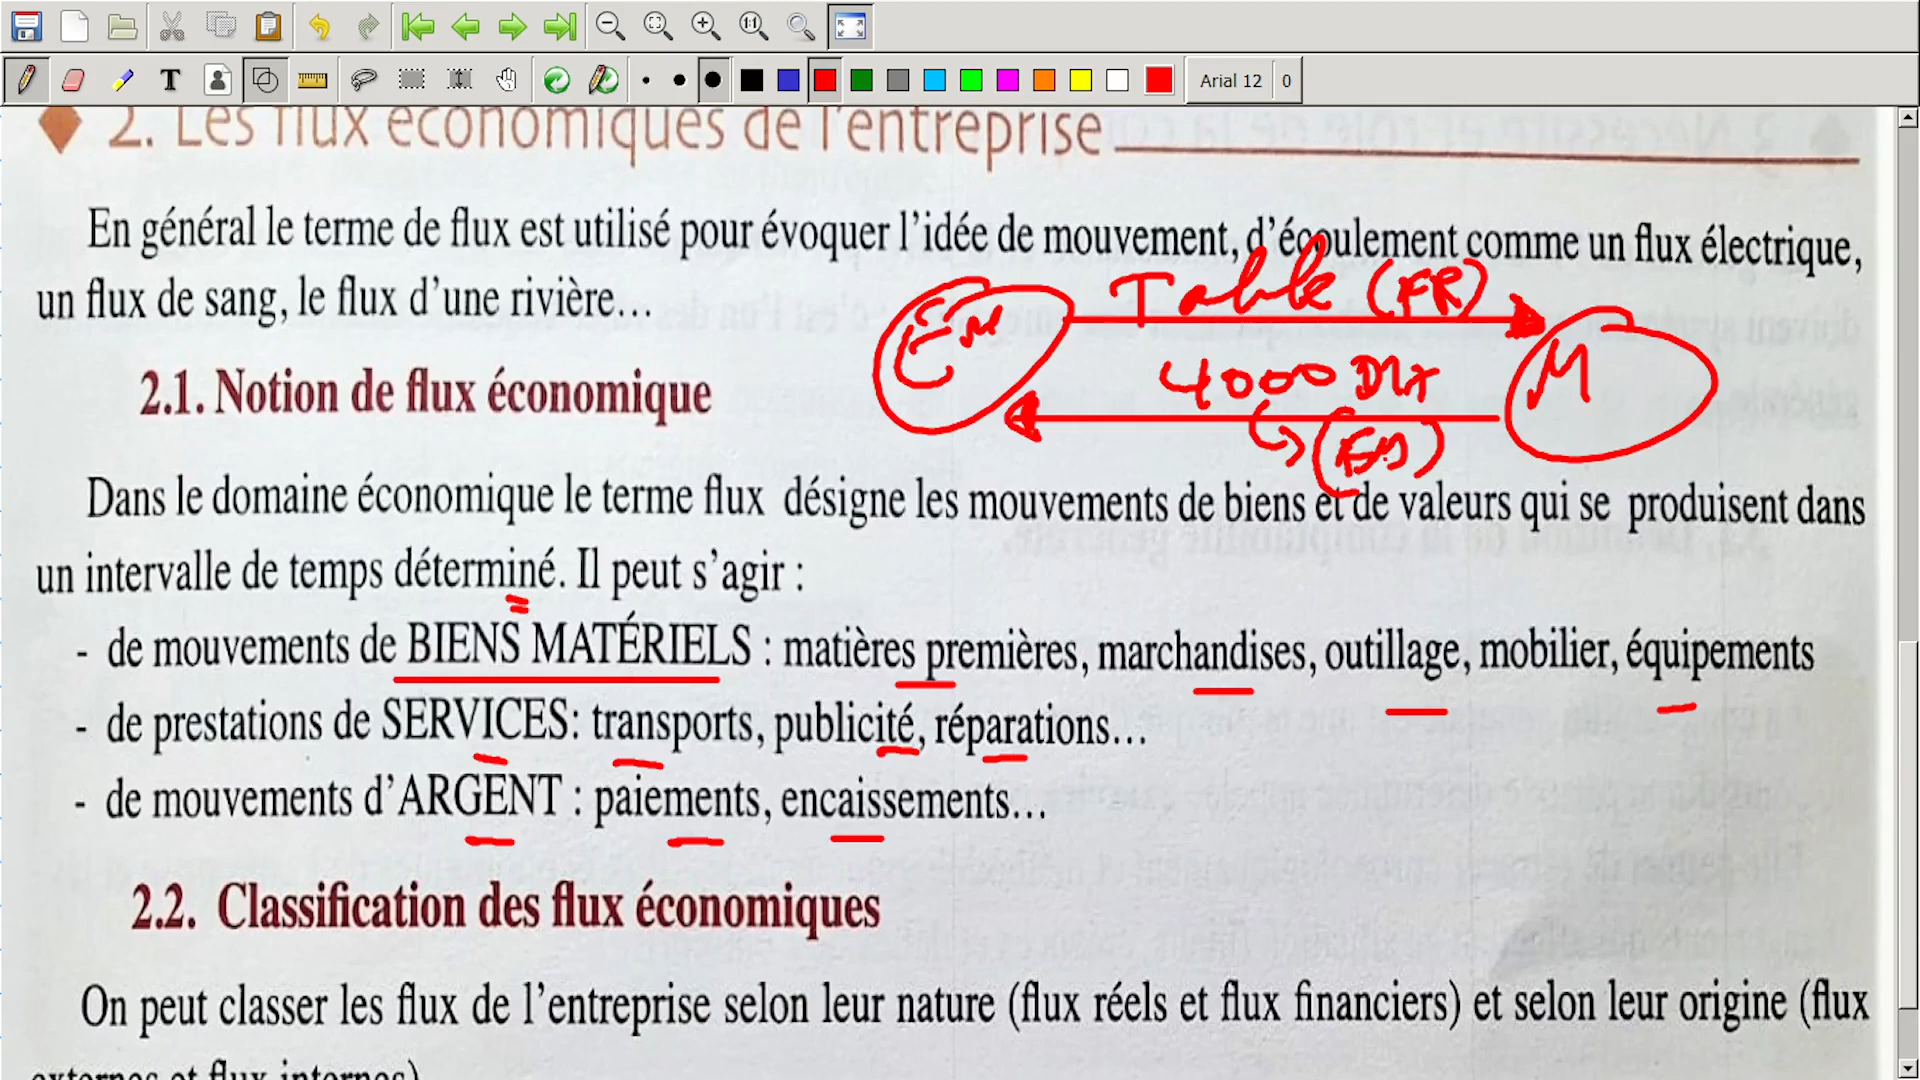 Arial 12 0
2. Les flux économiques de l'entreprise
En général le terme de flux est utilisé pour évoquer l'idée de mouvement, d'écoulement comme un flux électrique,
un flux de sang, le flux d'une rivière...
Table (FR)
En
4000 DHT
M
2.1. Notion de flux économique
Dans le domaine économique le terme flux désigne les mouvements de biens et de valeurs qui se produisent dans
un intervalle de temps déterminé. Il peut s'agir :
- de mouvements de BIENS MATÉRIELS : matières premières, marchandises, outillage, mobilier, équipements
- de prestations de SERVICES: transports, publicité, réparations...
- de mouvements d'ARGENT : paiements, encaissements...
2.2. Classification des flux économiques
On peut classer les flux de l'entreprise selon leur nature (flux réels et flux financiers) et selon leur origine (flux
externes et flux internes)